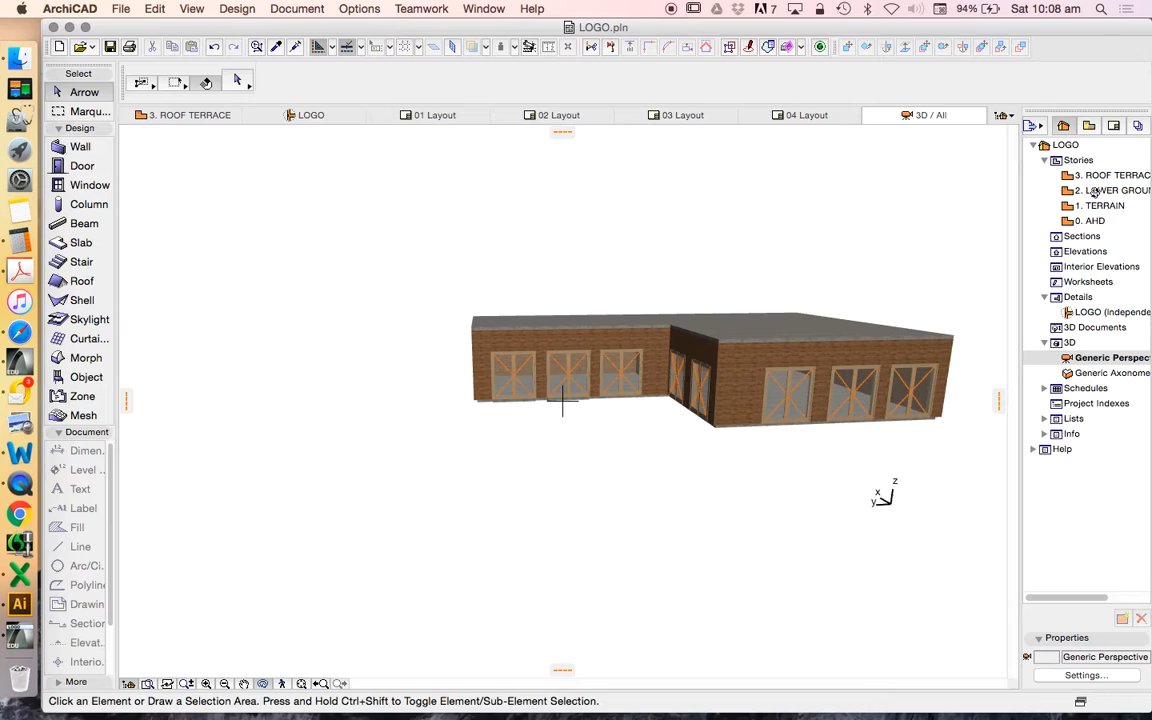 ArchiCAD File Edit View Design Document Options Teamwork Window Help
7 94% Sat 10:08 am
LOGO.pln
Select
Arrow
Marqu...
Design
Wall
Door
Window
Column
Beam
Slab
Stair
Roof
Shell
Skylight
Curtai...
Morph
Object
Zone
Mesh
Document
Dimen..
Level ..
Text
Label
Fill
Line
Arc/Ci..
Polylin
Drawin
Sectior
Elevat.
Interio.
More
3. ROOF TERRACE LOGO 01 Layout 02 Layout 03 Layout 04 Layout 3D / All
z
x
y
LOGO
Stories
3. ROOF TERRAC
2. LOWER GROUN
1. TERRAIN
0. AHD
Sections
Elevations
Interior Elevations
Worksheets
Details
LOGO (Independe
3D Documents
3D
Generic Perspec
Generic Axonome
Schedules
Project Indexes
Lists
Info
Help
Properties
Generic Perspective
Settings...
Click an Element or Draw a Selection Area. Press and Hold Ctrl+Shift to Toggle Element/Sub-Element Selection.